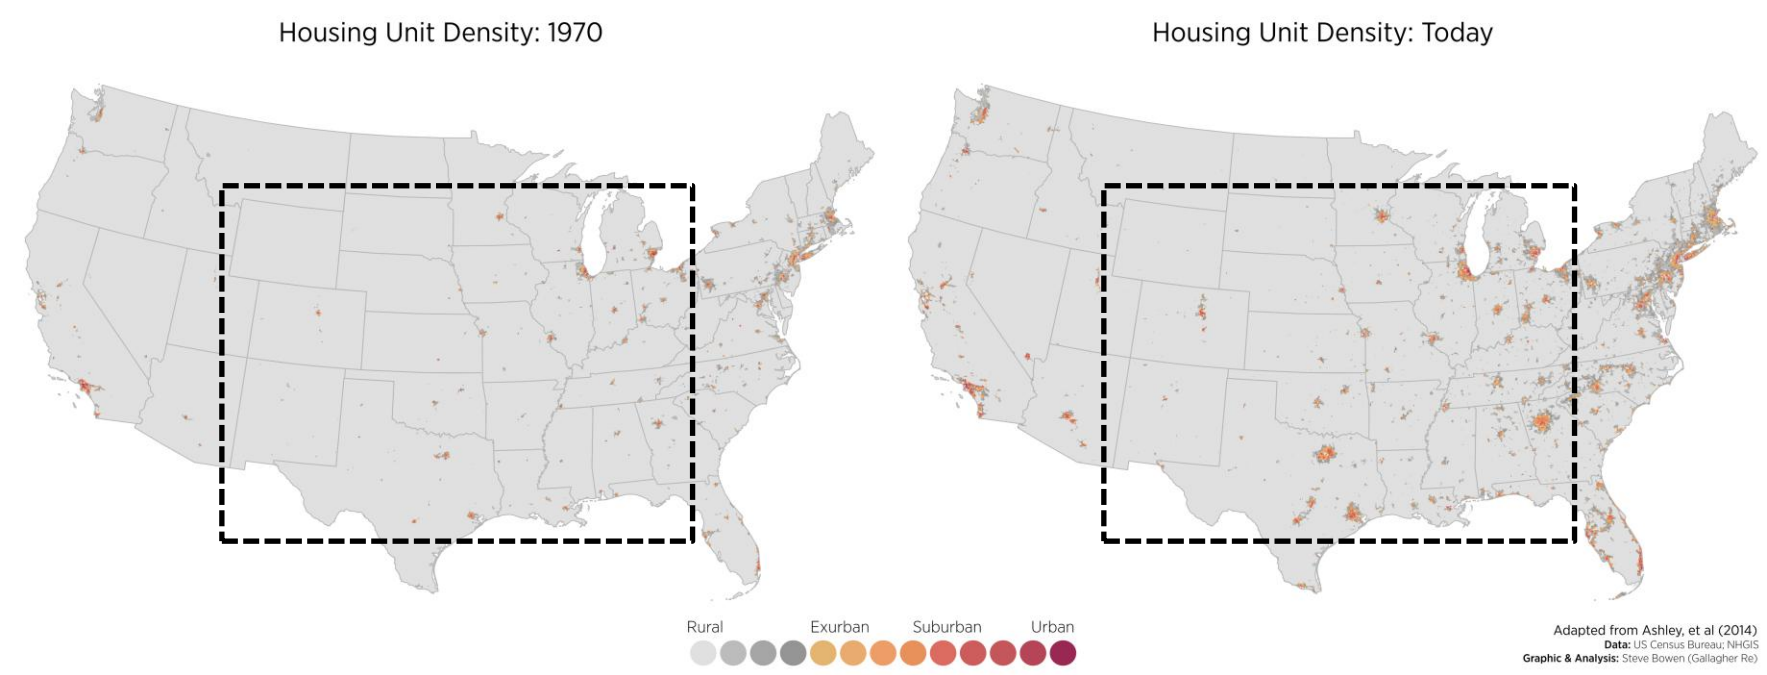 Housing Unit Density: 1970
Housing Unit Density: Today
Rural Exurban Suburban Urban
Adapted from Ashley, et al (2014)
Data: US Census Bureau; NHGIS
Graphic & Analysis: Steve Bowen (Gallagher Re)